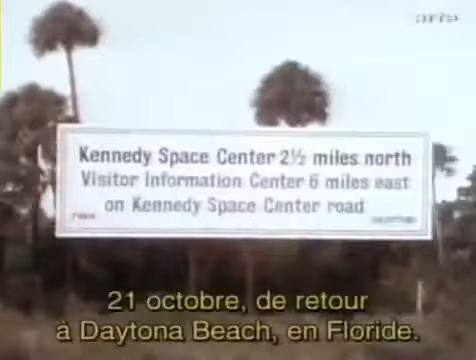 Kennedy Space Center 2½ miles north
Visitor Information Center 6 miles east
on Kennedy Space Center road
21 octobre, de retour
à Daytona Beach, en Floride.